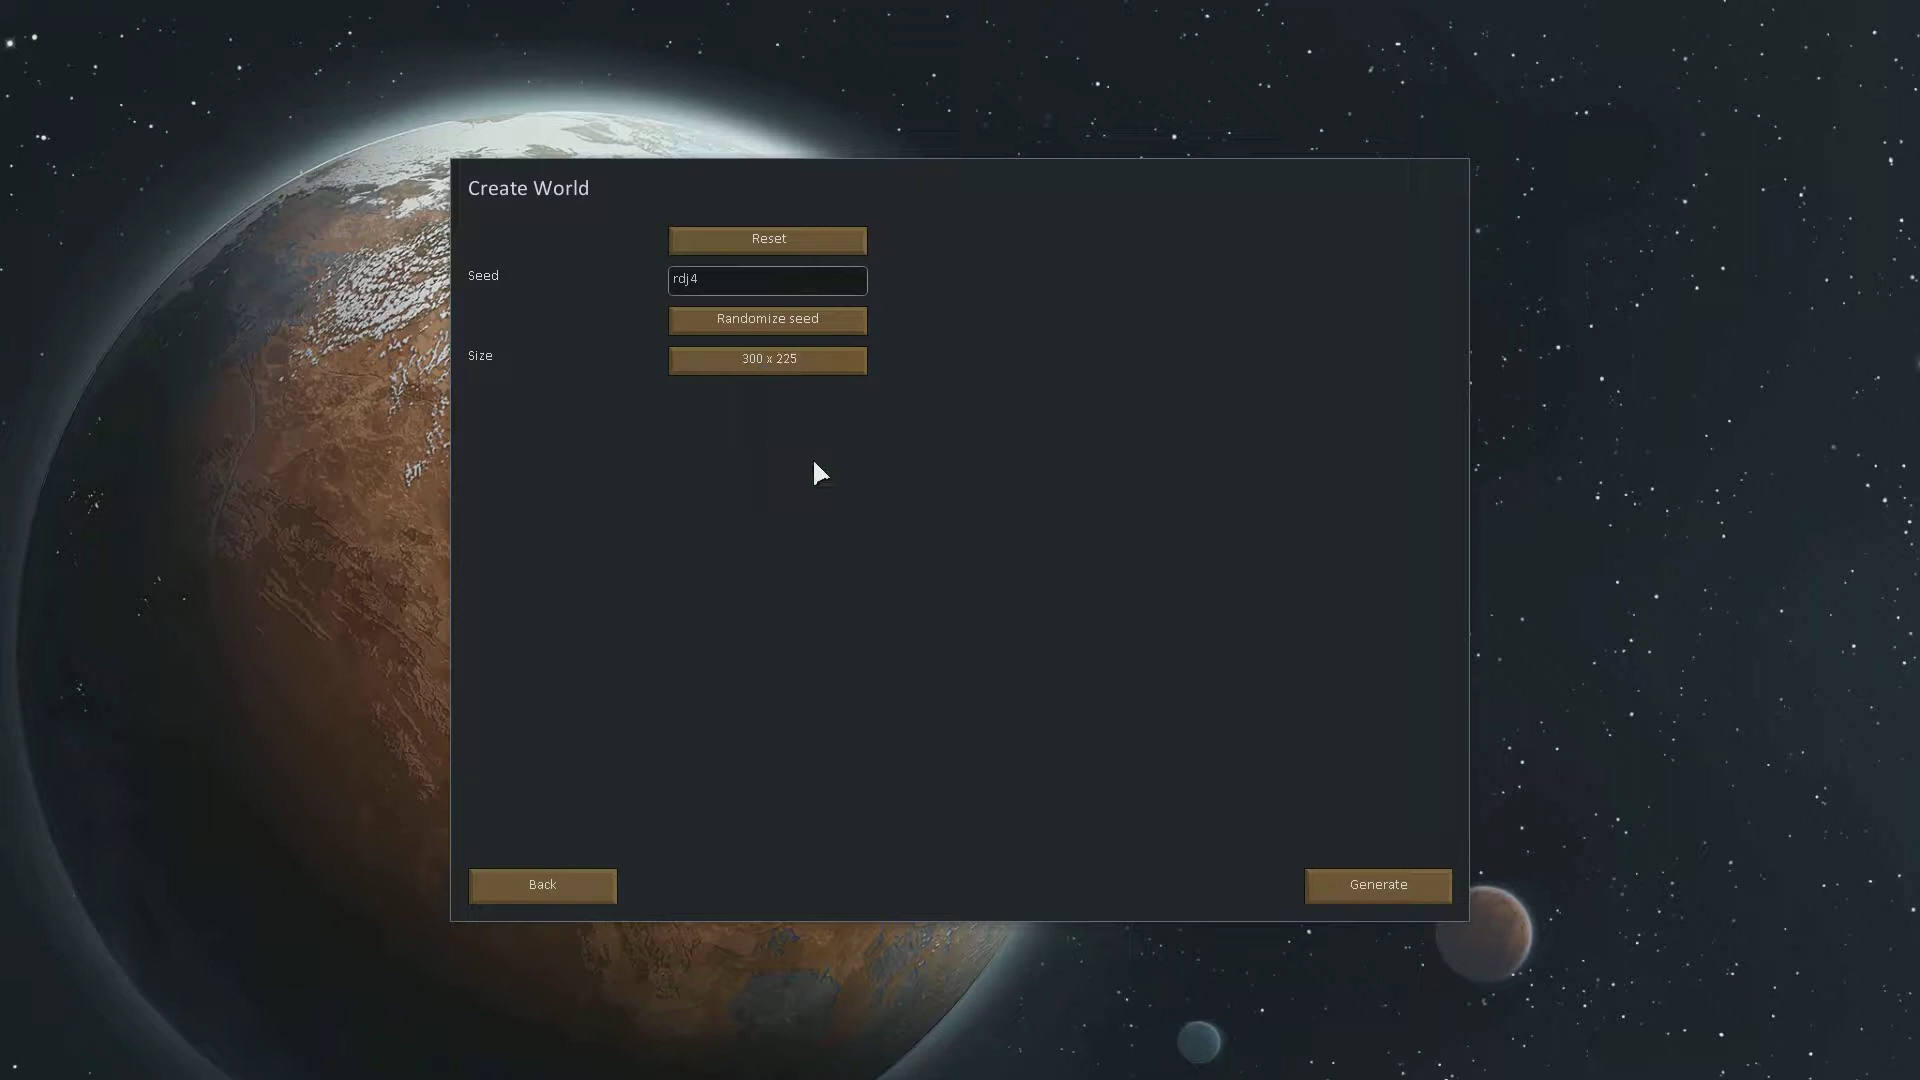 Create World
Reset
Seed
rdj4
Randomize seed
Size
300 x 225
Back
Generate